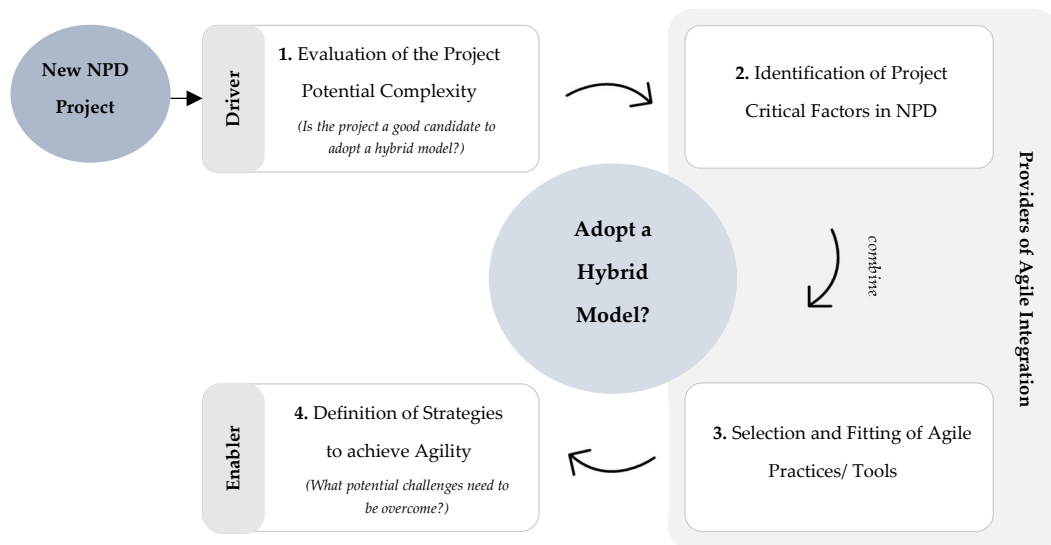 New NPD
Project
Driver
1. Evaluation of the Project
Potential Complexity
(Is the project a good candidate to
adopt a hybrid model?)
2. Identification of Project
Critical Factors in NPD
Providers of Agile Integration
Adopt a
Hybrid
Model?
combine
3. Selection and Fitting of Agile
Practices/ Tools
Enabler
4. Definition of Strategies
to achieve Agility
(What potential challenges need to
be overcome?)